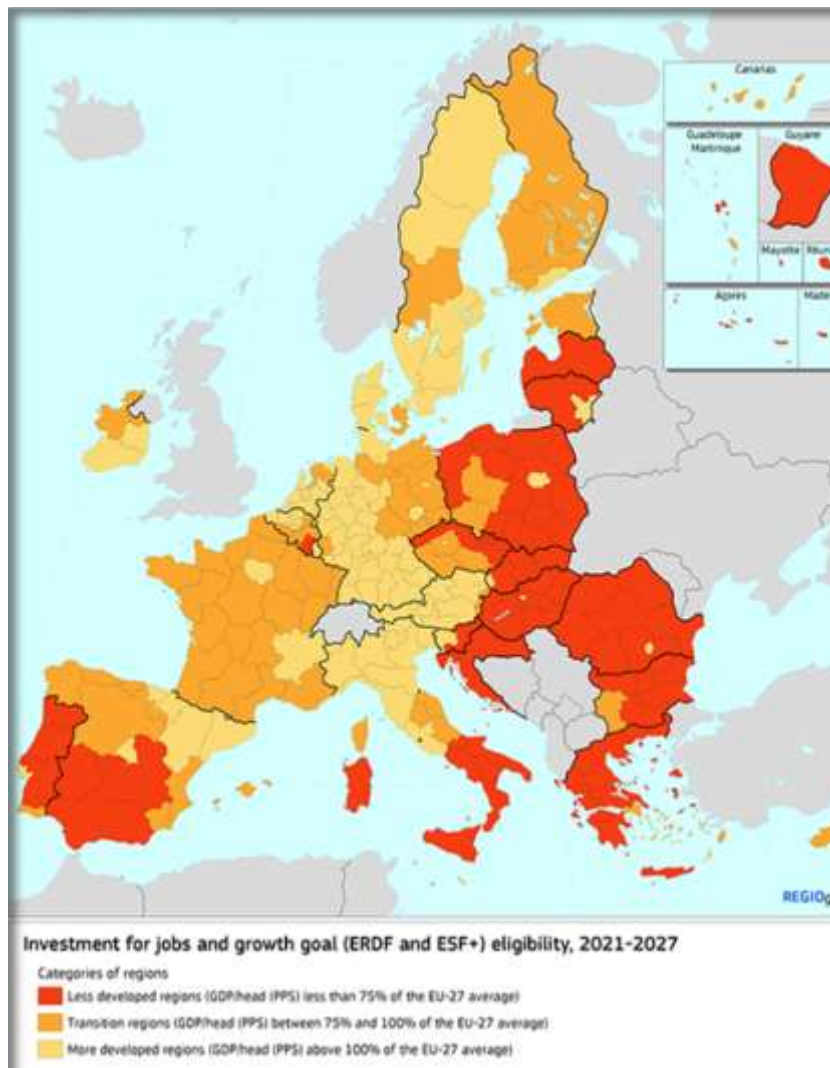 Canarias
Guadeloupe
Martinique
Guyane
Mayotte
Açores
REGIO
Investment for jobs and growth goal (ERDF and ESF+) eligibility, 2021-2027
Categories of regions
Less developed regions (GDP/head (PPS) less than 75% of the EU-27 average)
Transition regions (GDP/head (PPS) between 75% and 100% of the EU-27 average)
More developed regions (GDP/head (PPS) above 100% of the EU-27 average)